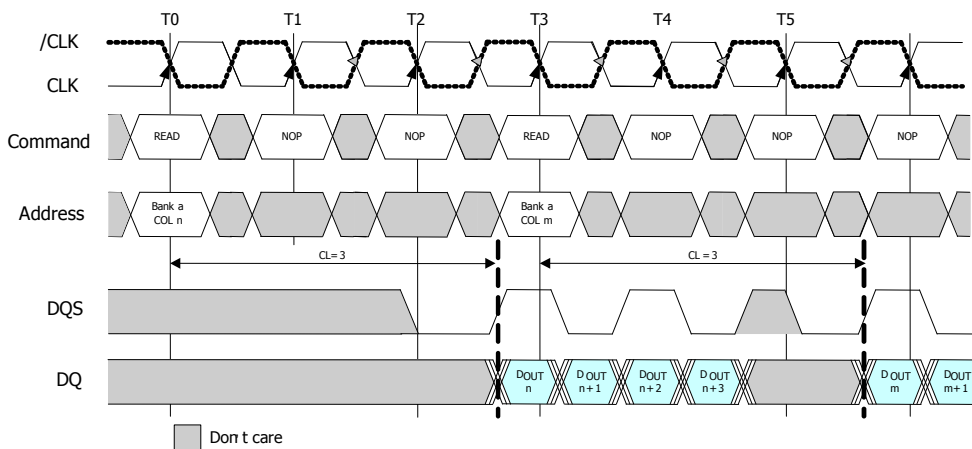 T0 T1 T2 T3 T4 T5
/CLK
CLK
Command READ NOP NOP READ NOP NOP NOP
Address Bank a COL n Bank a COL m
CL = 3 CL = 3
DQS
DQ DOUT n DOUT n+1 DOUT n+2 DOUT n+3 DOUT m DOUT m+1
Don't care